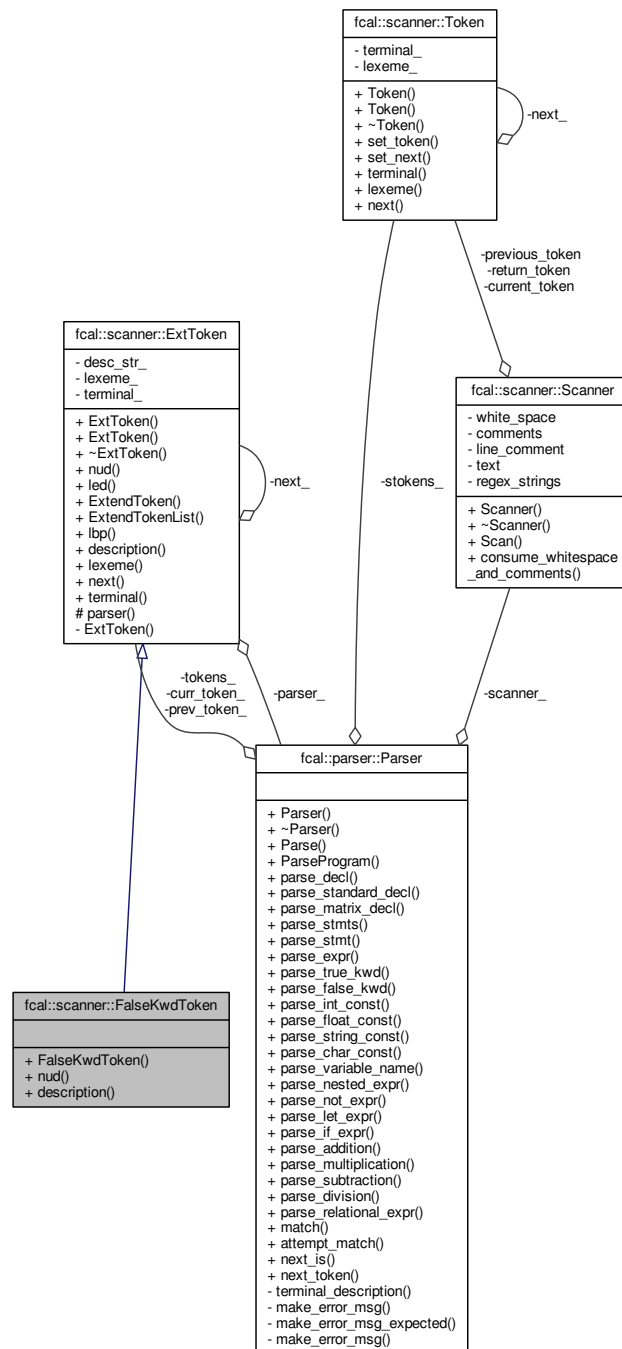 fcal::scanner::Token
- terminal_
- lexeme_
+ Token()
+ Token()
+ ~Token()
+ set_token()
+ set_next()
+ terminal()
+ lexeme()
+ next()
-next_
-previous_token
-return_token
-current_token
fcal::scanner::ExtToken
- desc_str_
- lexeme_
- terminal_
+ ExtToken()
+ ExtToken()
+ ~ExtToken()
+ nud()
+ led()
+ ExtendToken()
+ ExtendTokenList()
+ lbp()
+ description()
+ lexeme()
+ next()
+ terminal()
# parser()
- ExtToken()
-next_
-stokens_
fcal::scanner::Scanner
- white_space
- comments
- line_comment
- text
- regex_strings
+ Scanner()
+ ~Scanner()
+ Scan()
+ consume_whitespace
_and_comments()
-tokens_
-curr_token_
-prev_token_
-parser_
-scanner_
fcal::parser::Parser
+ Parser()
+ ~Parser()
+ Parse()
+ ParseProgram()
+ parse_decl()
+ parse_standard_decl()
+ parse_matrix_decl()
+ parse_stmts()
+ parse_stmt()
+ parse_expr()
+ parse_true_kwd()
+ parse_false_kwd()
+ parse_int_const()
+ parse_float_const()
+ parse_string_const()
+ parse_char_const()
+ parse_variable_name()
+ parse_nested_expr()
+ parse_not_expr()
+ parse_let_expr()
+ parse_if_expr()
+ parse_addition()
+ parse_multiplication()
+ parse_subtraction()
+ parse_division()
+ parse_relational_expr()
+ match()
+ attempt_match()
+ next_is()
+ next_token()
- terminal_description()
- make_error_msg()
- make_error_msg_expected()
- make_error_msg()
fcal::scanner::FalseKwdToken
+ FalseKwdToken()
+ nud()
+ description()